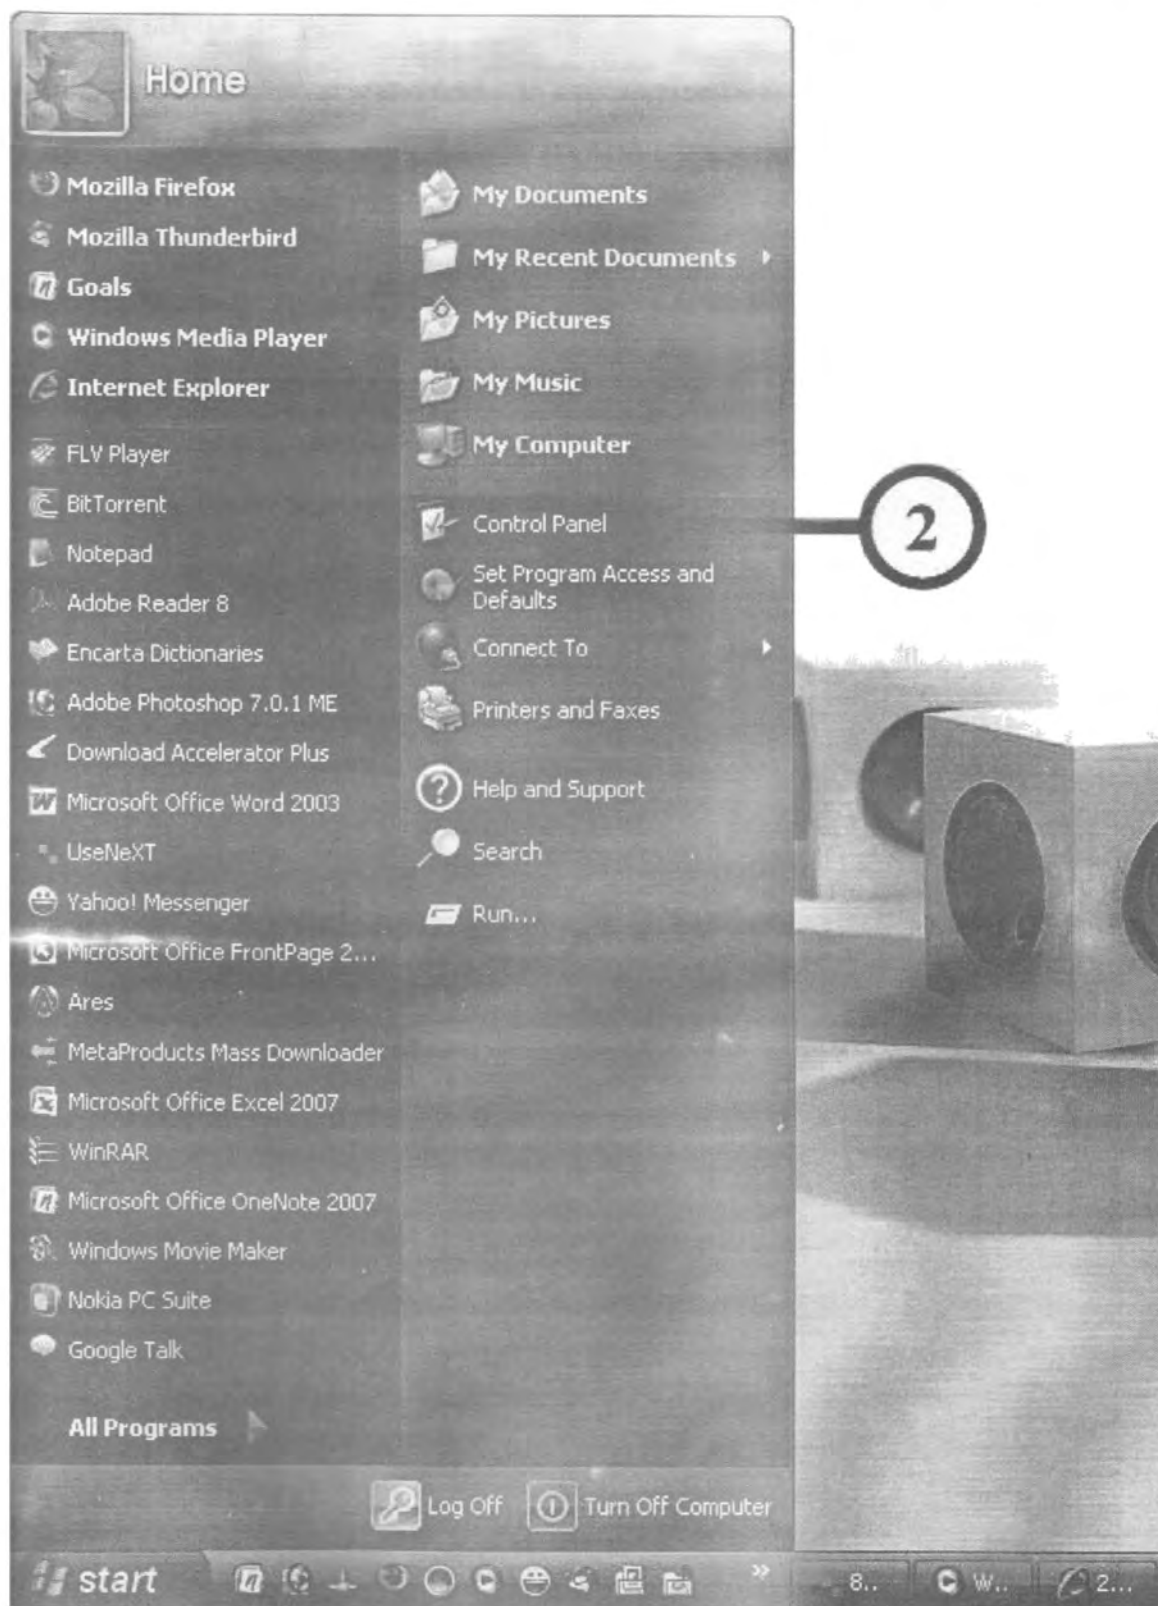 Home
Mozilla Firefox
Mozilla Thunderbird
Goals
Windows Media Player
Internet Explorer
FLV Player
BitTorrent
Notepad
Adobe Reader 8
Encarta Dictionaries
Adobe Photoshop 7.0.1 ME
Download Accelerator Plus
Microsoft Office Word 2003
UseNeXT
Yahoo! Messenger
Microsoft Office FrontPage 2...
Ares
MetaProducts Mass Downloader
Microsoft Office Excel 2007
WinRAR
Microsoft Office OneNote 2007
Windows Movie Maker
Nokia PC Suite
Google Talk
All Programs
My Documents
My Recent Documents
My Pictures
My Music
My Computer
Control Panel
2
Set Program Access and
Defaults
Connect To
Printers and Faxes
Help and Support
Search
Run...
Log Off
Turn Off Computer
start
8..
W..
2...